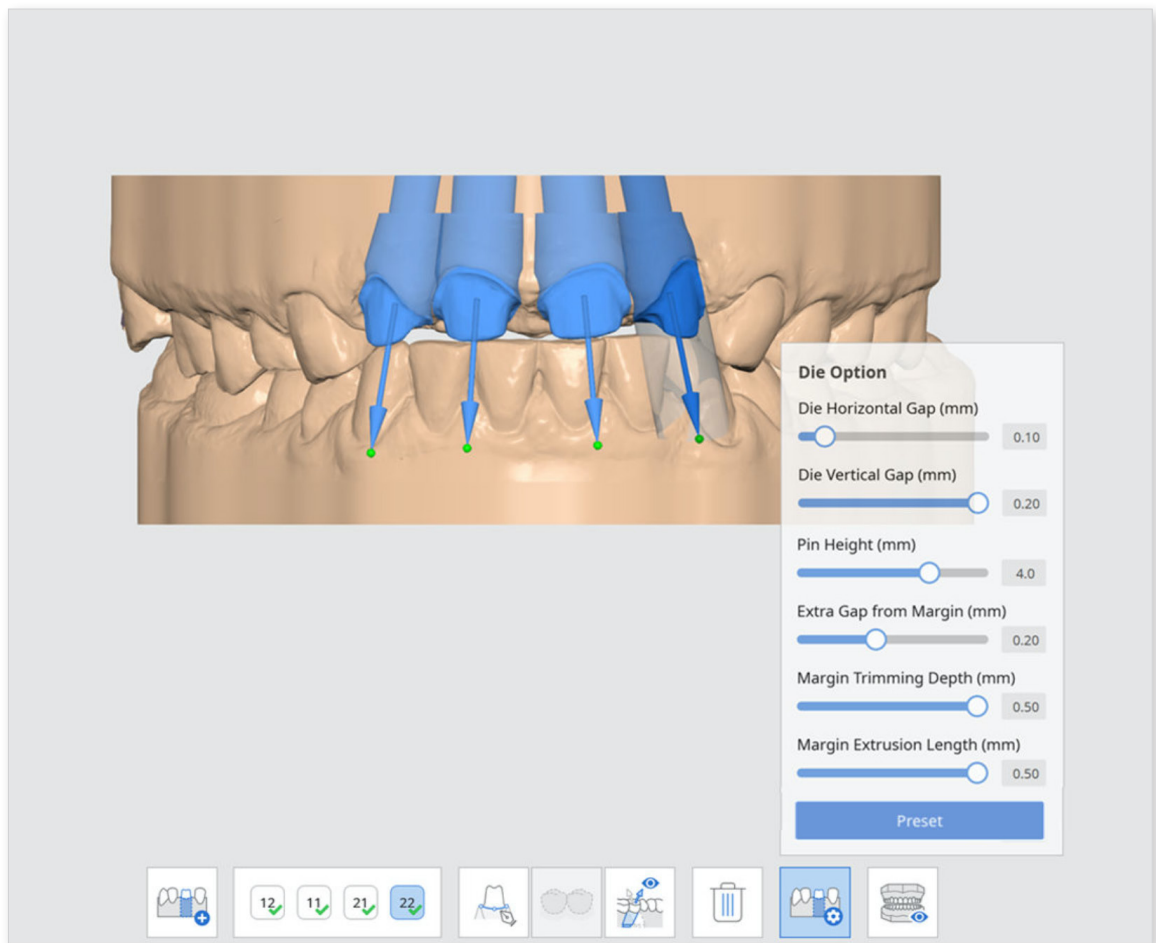 Die Option
Die Horizontal Gap (mm)
0.10
Die Vertical Gap (mm)
0.20
Pin Height (mm)
4.0
Extra Gap from Margin (mm)
0.20
Margin Trimming Depth (mm)
0.50
Margin Extrusion Length (mm)
0.50
Preset
12 11 21 22